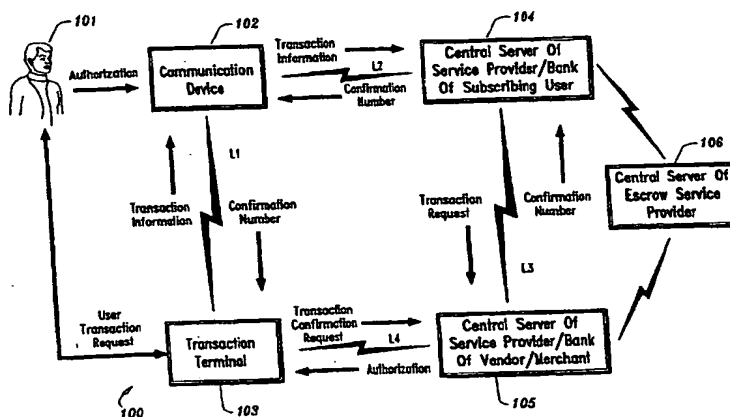 101
102
104
Authorization
Communication
Device
Transaction
Information
L2
Confirmation
Number
Central Server Of
Service Provider/Bank
Of Subscribing User
106
Central Server Of
Escrow Service
Provider
L1
Transaction
Information
Confirmation
Number
Transaction
Request
Confirmation
Number
L3
User
Transaction
Request
Transaction
Terminal
Transaction
Confirmation
Request
L4
Authorization
Central Server Of
Service Provider/Bank
Of Vendor/Merchant
100
103
105